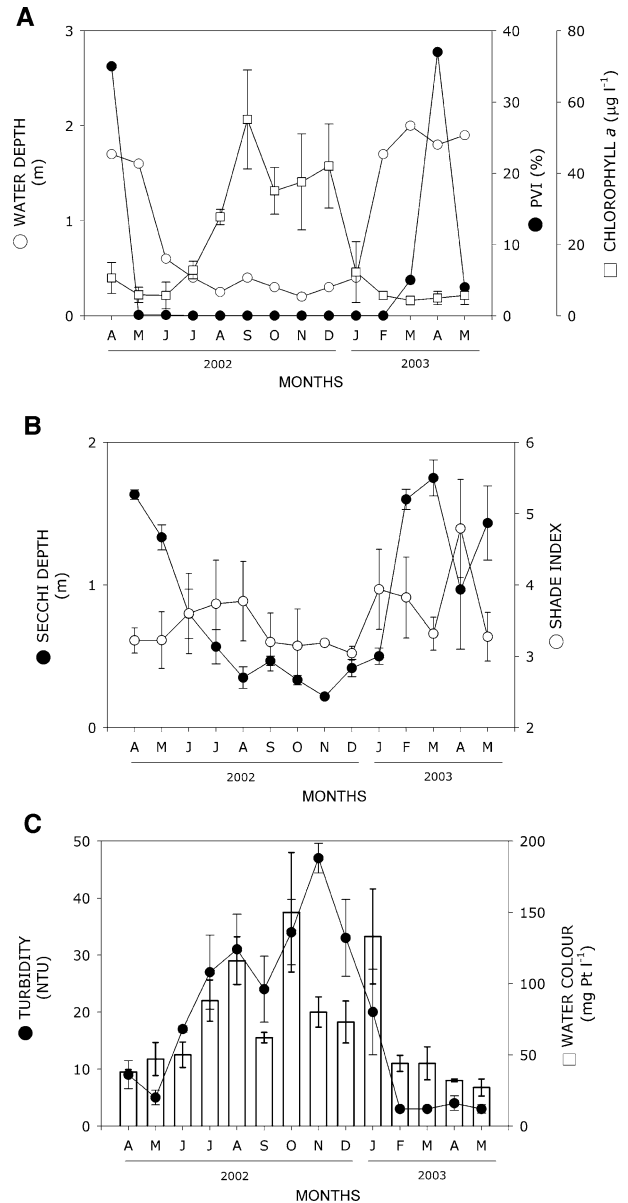 A
3
2
1
0
WATER DEPTH
(m)
40
30
20
10
0
PVI (%)
80
60
40
20
0
CHLOROPHYLL a (µg l-1)
A M J J A S O N D J F M A M
2002 2003
MONTHS
B
2
1
0
SECCHI DEPTH
(m)
6
5
4
3
2
SHADE INDEX
A M J J A S O N D J F M A M
2002 2003
MONTHS
C
50
40
30
20
10
0
TURBIDITY
(NTU)
200
150
100
50
0
WATER COLOUR
(mg Pt l-1)
A M J J A S O N D J F M A M
2002 2003
MONTHS